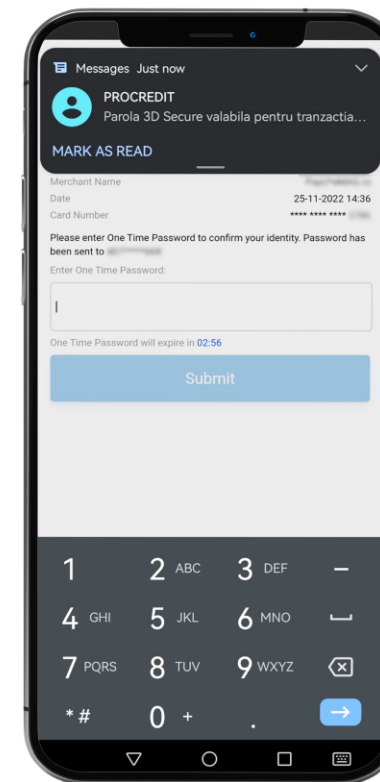 Messages Just now
PROCREDIT
Parola 3D Secure valabila pentru tranzactia...
MARK AS READ
Merchant Name
Date 25-11-2022 14:36
Card Number **** **** ****
Please enter One Time Password to confirm your identity. Password has
been sent to
Enter One Time Password:
One Time Password will expire in 02:56
Submit
1 2 ABC 3 DEF –
4 GHI 5 JKL 6 MNO
7 PQRS 8 TUV 9 WXYZ
*# 0 + .